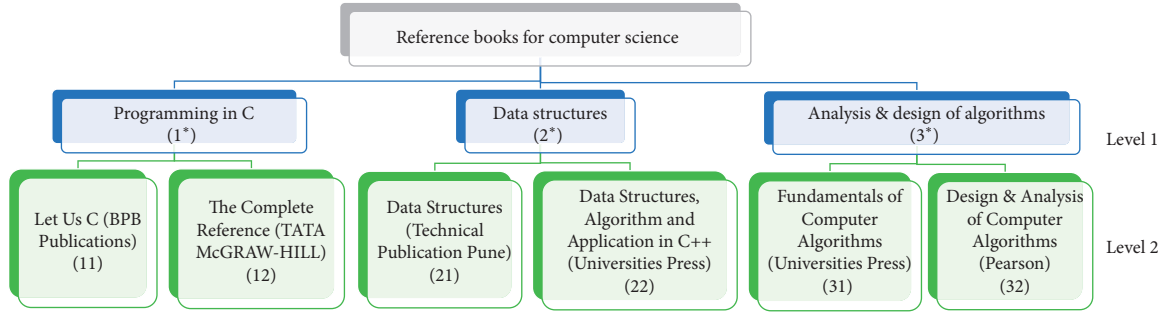 Reference books for computer science
Programming in C
(1*)
Data structures
(2*)
Analysis & design of algorithms
(3*)
Level 1
Let Us C (BPB
Publications)
(11)
The Complete
Reference (TATA
McGRAW-HILL)
(12)
Data Structures
(Technical
Publication Pune)
(21)
Data Structures,
Algorithm and
Application in C++
(Universities Press)
(22)
Fundamentals of
Computer
Algorithms
(Universities Press)
(31)
Design & Analysis
of Computer
Algorithms
(Pearson)
(32)
Level 2